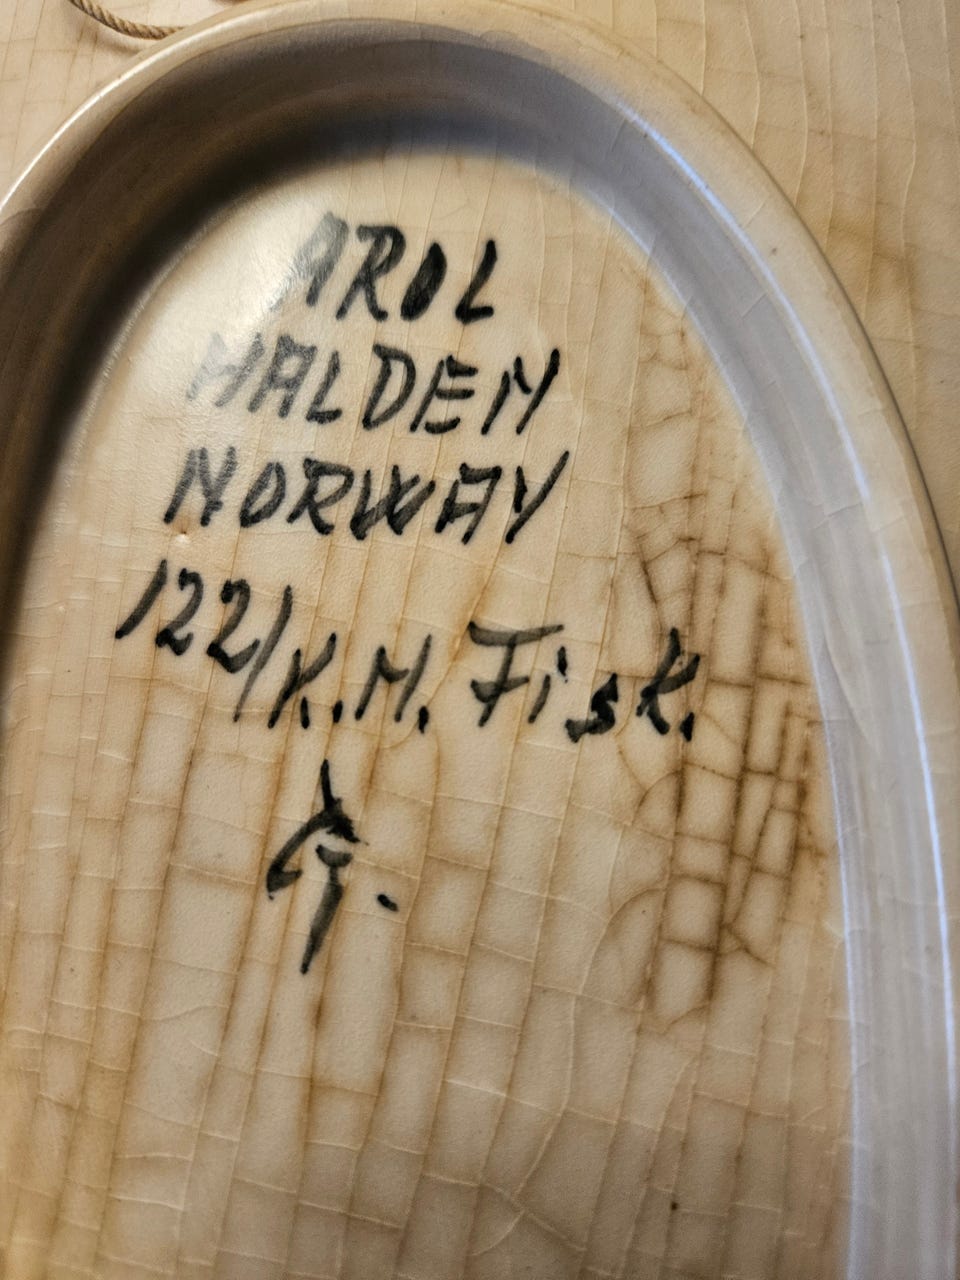 AROL
HALDEN
NORWAY
122/K.M. Fisk.
G.